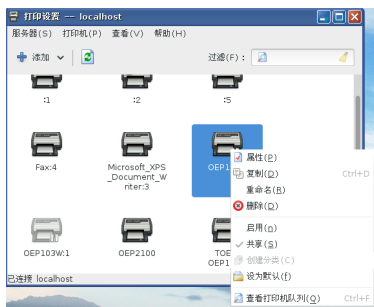 打印设置 -- localhost
服务器(S) 打印机(P) 查看(V) 帮助(H)
添加 过滤(F)：
:1 :2 :5
Fax:4
Microsoft_XPS
_Document_W
riter:3
OEP1
OEP103W:1
OEP2100
TOE
OEP1
属性(P)
复制(D) Ctrl+D
重命名(R)
删除(D)
启用(n)
共享(S)
创建分类(C)
设为默认(f)
查看打印机队列(Q) Ctrl+F
已连接 localhost